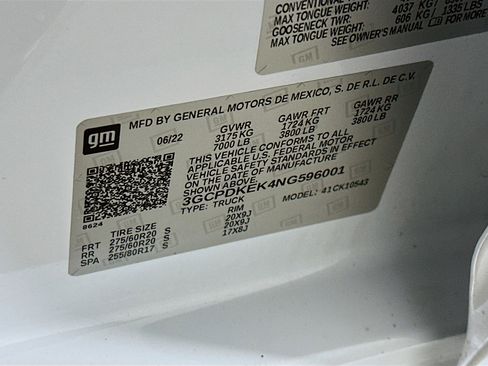 CONVENTIONAL
MAX TONGUE WEIGHT: 4037 KG/
GOOSENECK TWR:
MAX TONGUE WEIGHT: 606 KG / 1335 LBS
SEE OWNER'S MANUAL FOR MORE
gm
MFD BY GENERAL MOTORS DE MEXICO, S. DE R.L. DE C.V.
06/22 GVWR GAWR FRT GAWR RR
3175 KG 1724 KG 1724 KG
7000 LB 3800 LB 3800 LB
THIS VEHICLE CONFORMS TO ALL
APPLICABLE U.S. FEDERAL MOTOR
VEHICLE SAFETY STANDARDS IN EFFECT
ON THE DATE OF MANUFACTURE SHOWN ABOVE.
3GCPDKEK4NG596001
TYPE: TRUCK MODEL: 41CK10543
8624
TIRE SIZE RIM
FRT 275/60R20 S 20X9J
RR 275/60R20 S 20X9J
SPA 255/80R17 S 17X8J